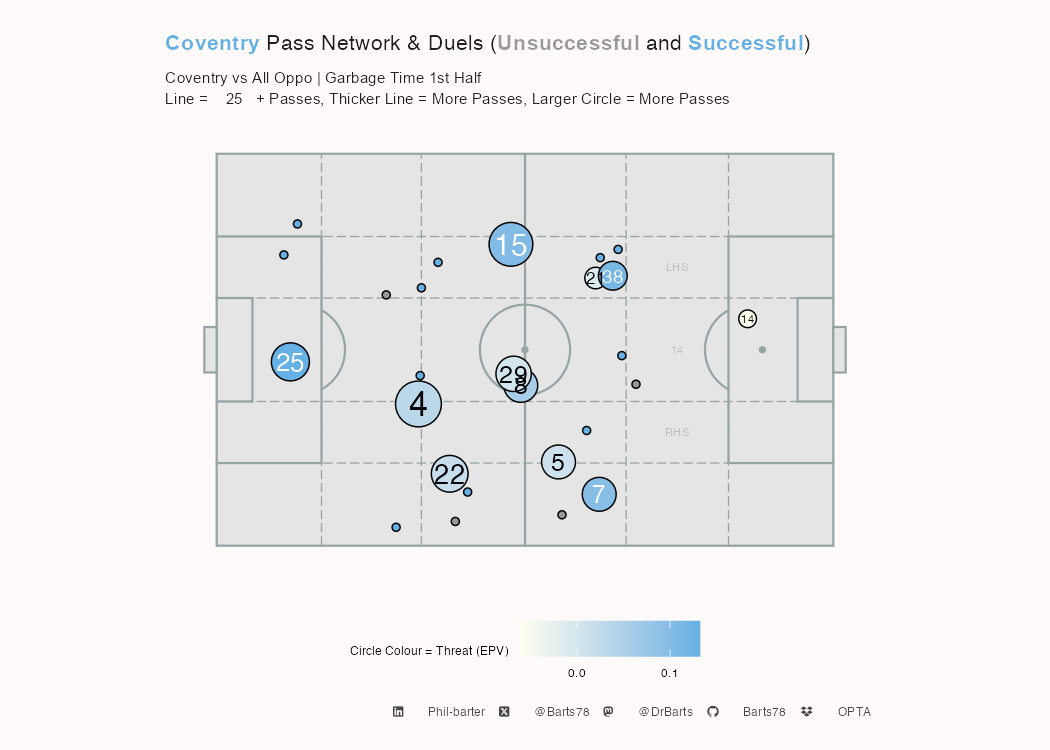 Coventry Pass Network & Duels (Unsuccessful and Successful)
Coventry vs All Oppo | Garbage Time 1st Half
Line = 25 + Passes, Thicker Line = More Passes, Larger Circle = More Passes
15
38
LHS
14
25
14
29
8
4
RHS
5
22
7
Circle Colour = Threat (EPV)
0.0 0.1
Phil-barter @Barts78 @DrBarts Barts78 OPTA